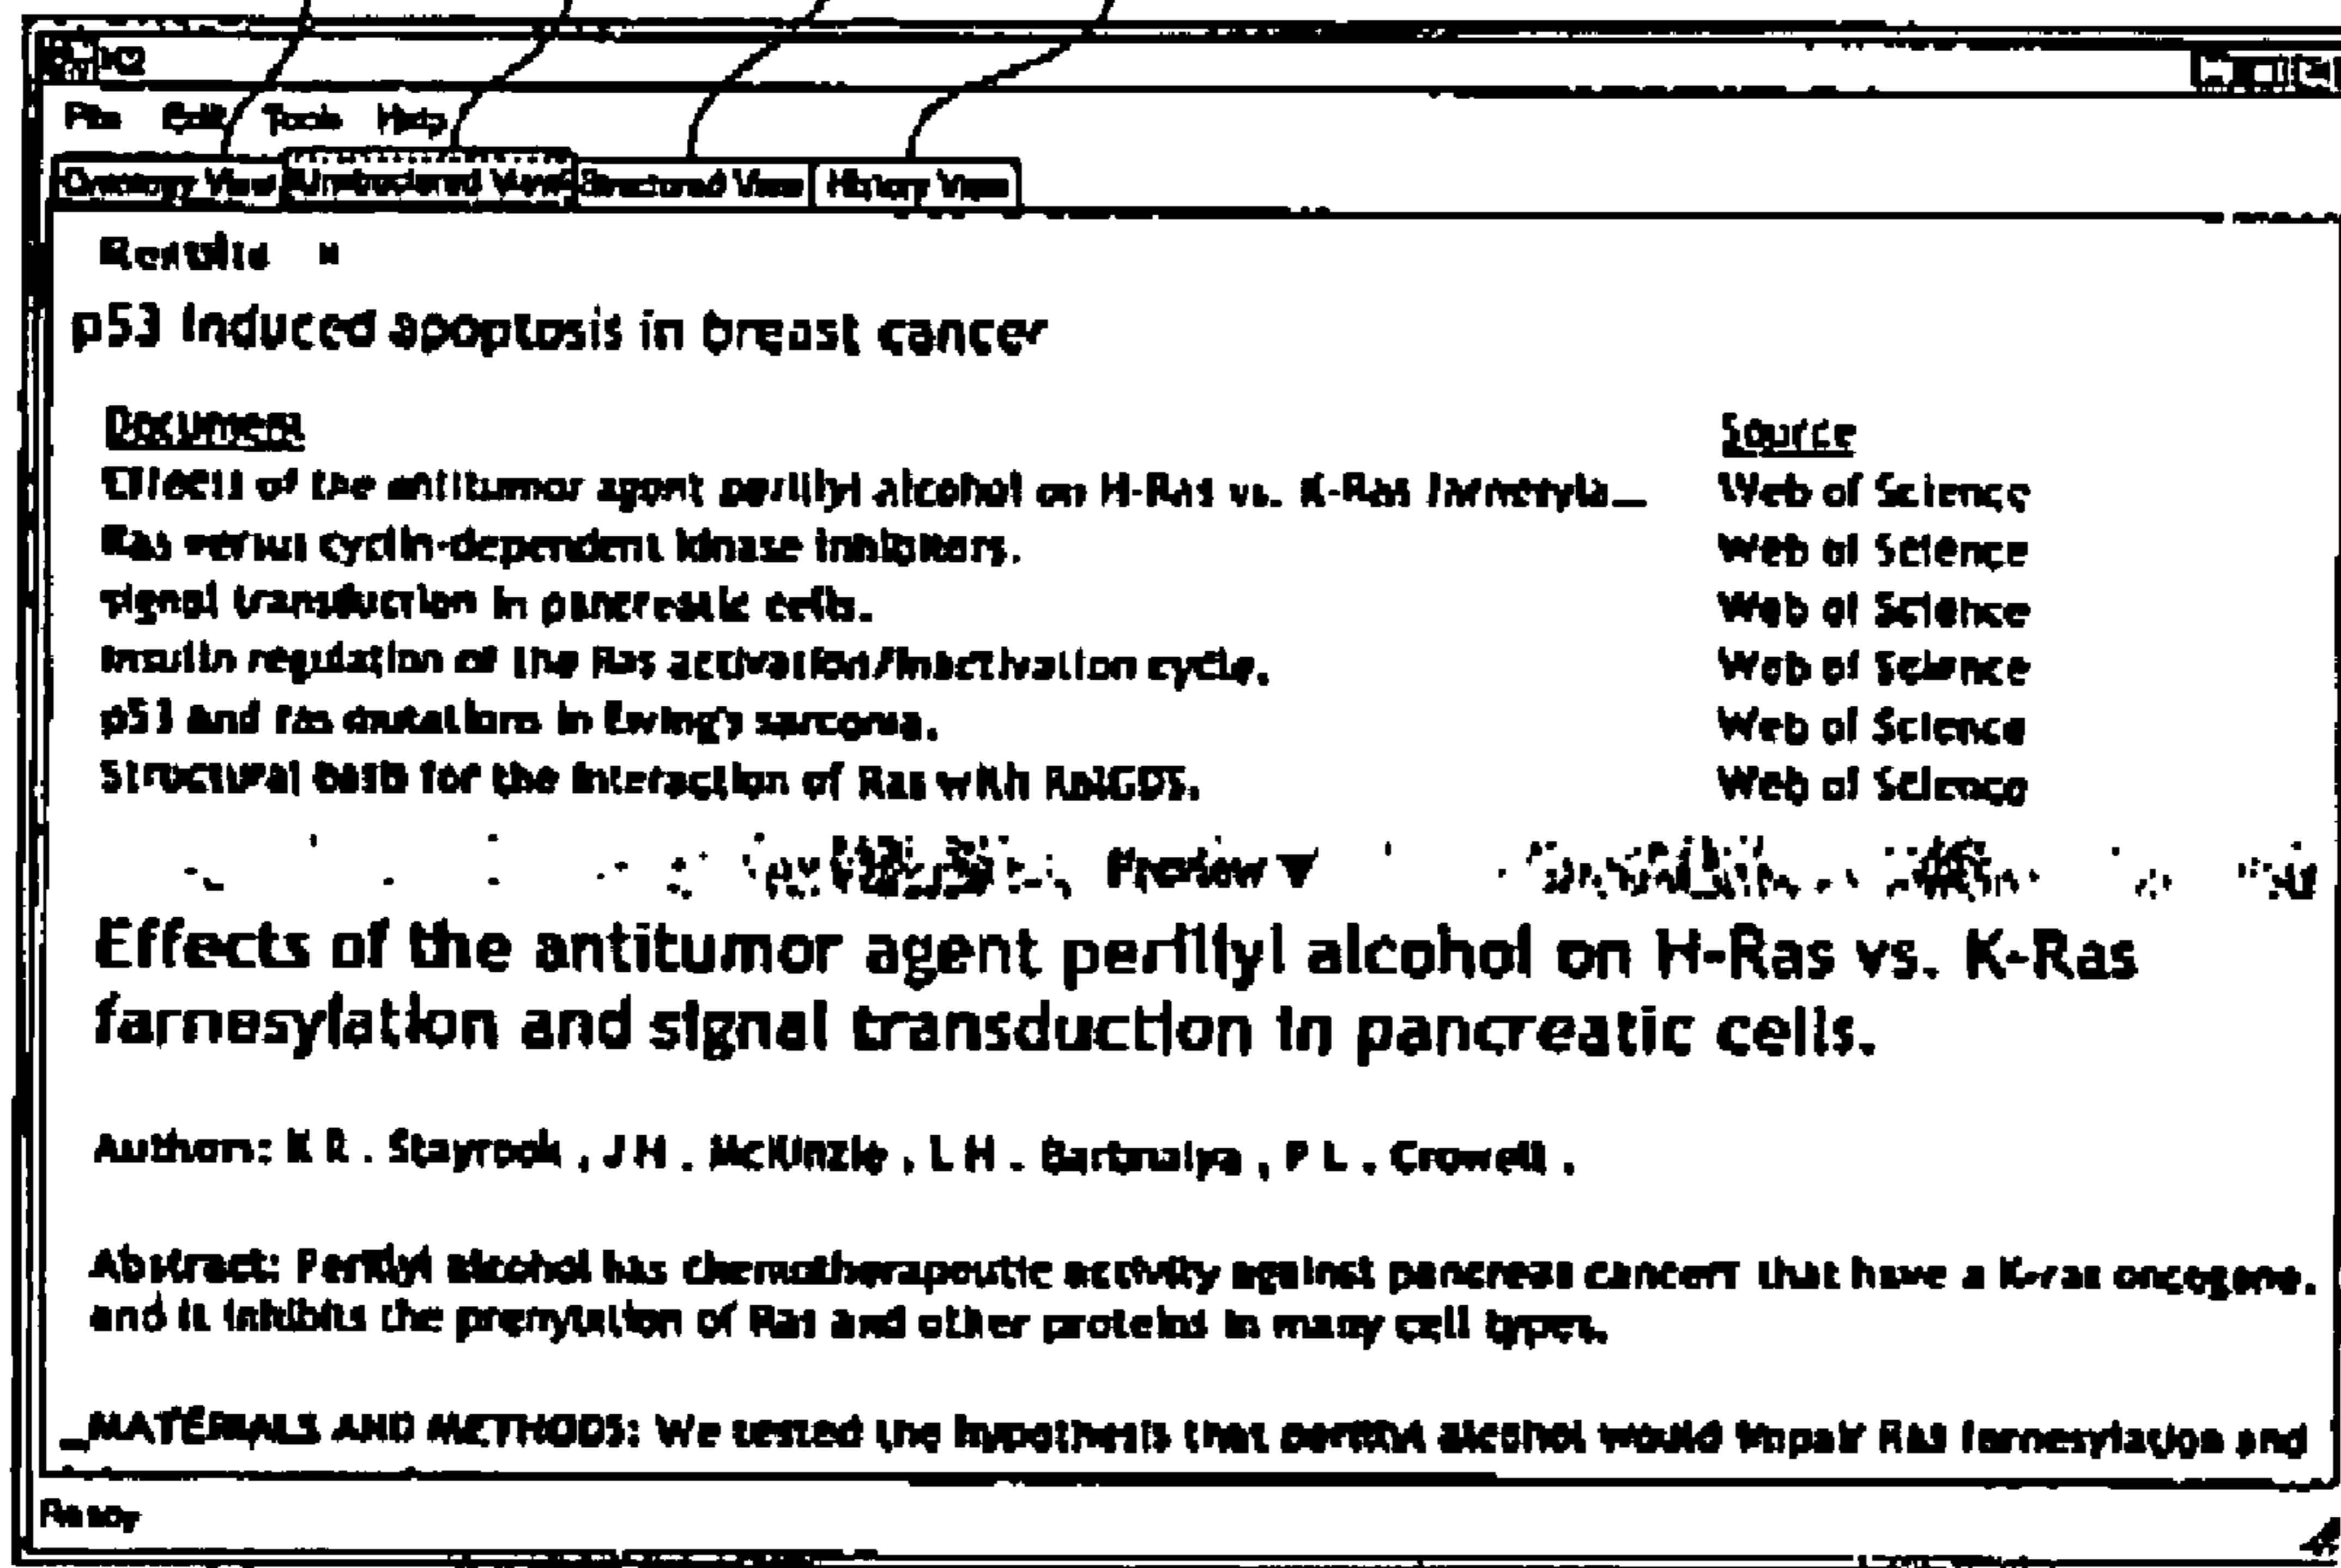 File Edit Tools Help
Ontology View Unstructured View Structured View History View
Results
p53 induced apoptosis in breast cancer
Document Source
Effects of the antitumor agent perillyl alcohol on H-Ras vs. K-Ras farnesyla... Web of Science
Ras versus cyclin-dependent kinase inhibitors. Web of Science
signal transduction in pancreatic cells. Web of Science
Insulin regulation of the Ras activation/inactivation cycle. Web of Science
p53 and ras mutations in Ewing's sarcoma. Web of Science
Structural basis for the interaction of Ras with RalGDS. Web of Science
Preview ▼
Effects of the antitumor agent perillyl alcohol on H-Ras vs. K-Ras
farnesylation and signal transduction in pancreatic cells.
Authors: K R . Stayrook , J H . McKinzie , L H . , P L . Crowell .
Abstract: Perillyl alcohol has chemotherapeutic activity against pancreas cancer that have a K-ras oncogene,
and it inhibits the prenylation of Ras and other proteins in many cell types.
MATERIALS AND METHODS: We tested the hypothesis that perillyl alcohol would impair Ras farnesylation and
Ready